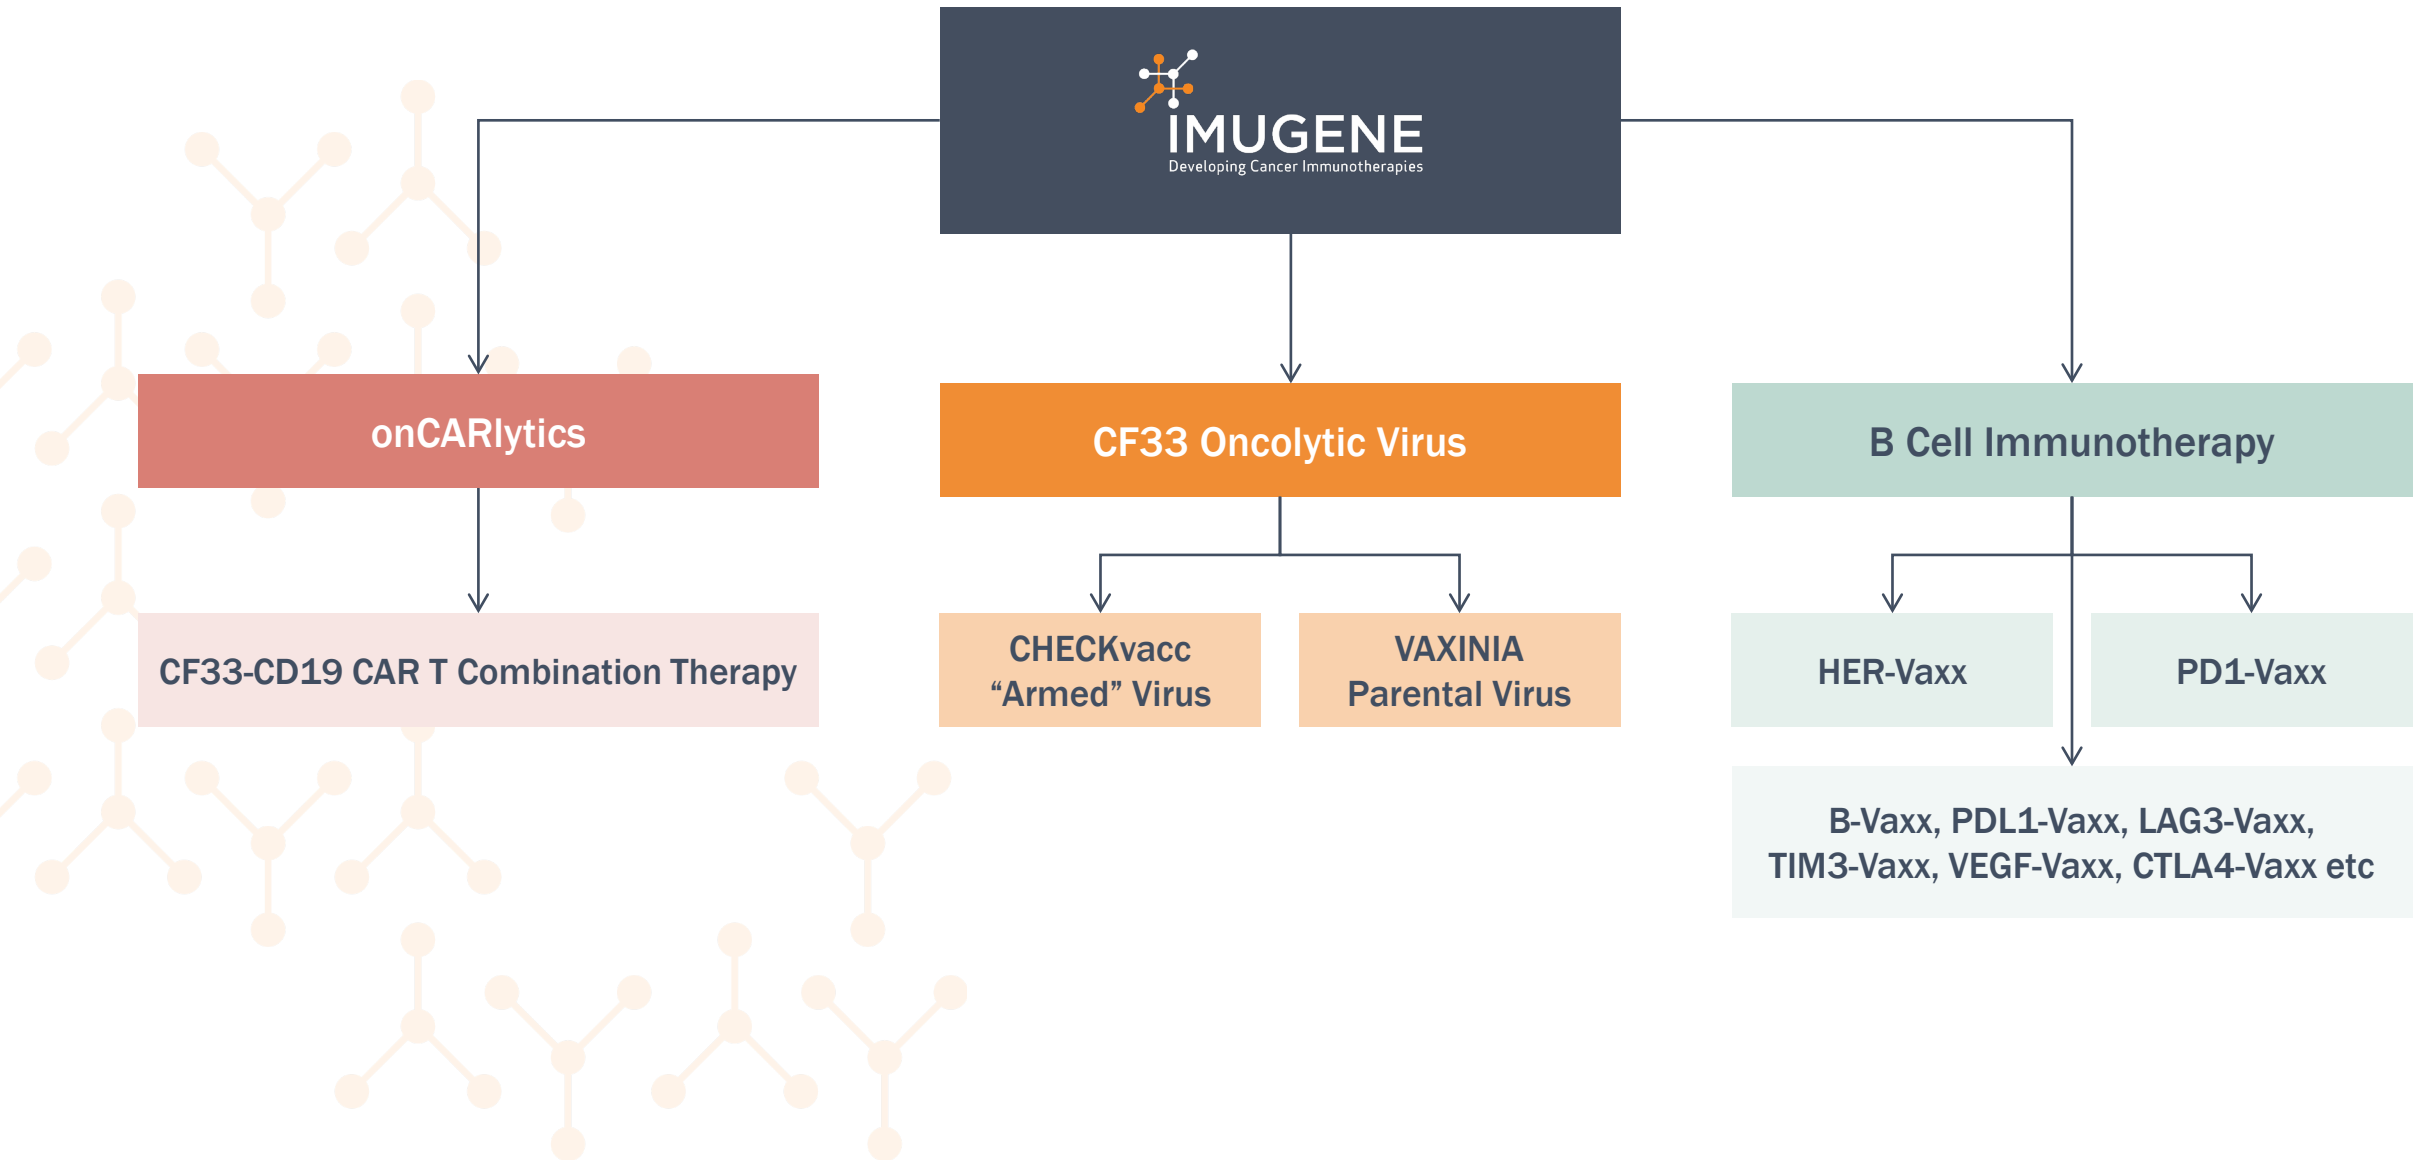 IMUGENE
Developing Cancer Immunotherapies
onCARlytics
CF33 Oncolytic Virus
B Cell Immunotherapy
CF33-CD19 CAR T Combination Therapy
CHECKvacc
“Armed” Virus
VAXINIA
Parental Virus
HER-Vaxx
PD1-Vaxx
B-Vaxx, PDL1-Vaxx, LAG3-Vaxx,
TIM3-Vaxx, VEGF-Vaxx, CTLA4-Vaxx etc